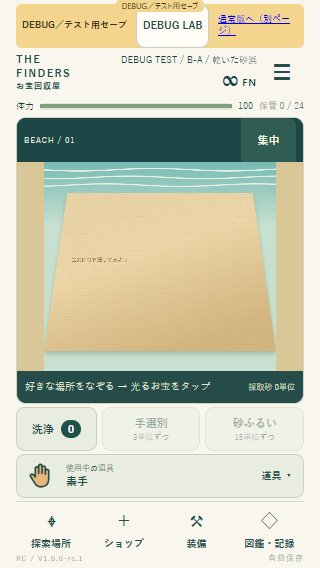 DEBUG／テスト用セーブ
DEBUG／テスト用セーブ
DEBUG LAB
通常版へ（別ページ）
THE FINDERS
お宝回収屋
DEBUG TEST / B-A / 乾いた砂浜
∞ FN
体力
100
保管 0 / 24
BEACH / 01
集中
好きな場所をなぞる → 光るお宝をタップ
採取砂 0単位
洗浄 0
手選別
3単位ずつ
砂ふるい
15単位ずつ
使用中の道具
素手
道具
探索場所
ショップ
装備
図鑑・記録
RC / V1.0.0-rc.1
自動保存